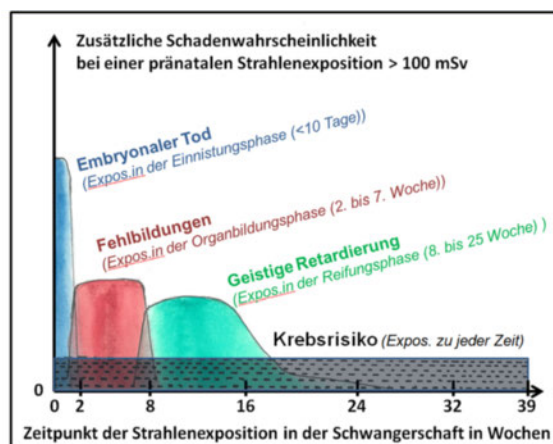 Zusätzliche Schadenwahrscheinlichkeit
bei einer pränatalen Strahlenexposition > 100 mSv
Embryonaler Tod
(Expos.in der Einnistungsphase (<10 Tage))
Fehlbildungen
(Expos.in der Organbildungsphase (2. bis 7. Woche))
Geistige Retardierung
(Expos.in der Reifungsphase (8. bis 25 Woche) )
Krebsrisiko (Expos. zu jeder Zeit)
0
0 2 8 16 24 32 39
Zeitpunkt der Strahlenexposition in der Schwangerschaft in Wochen